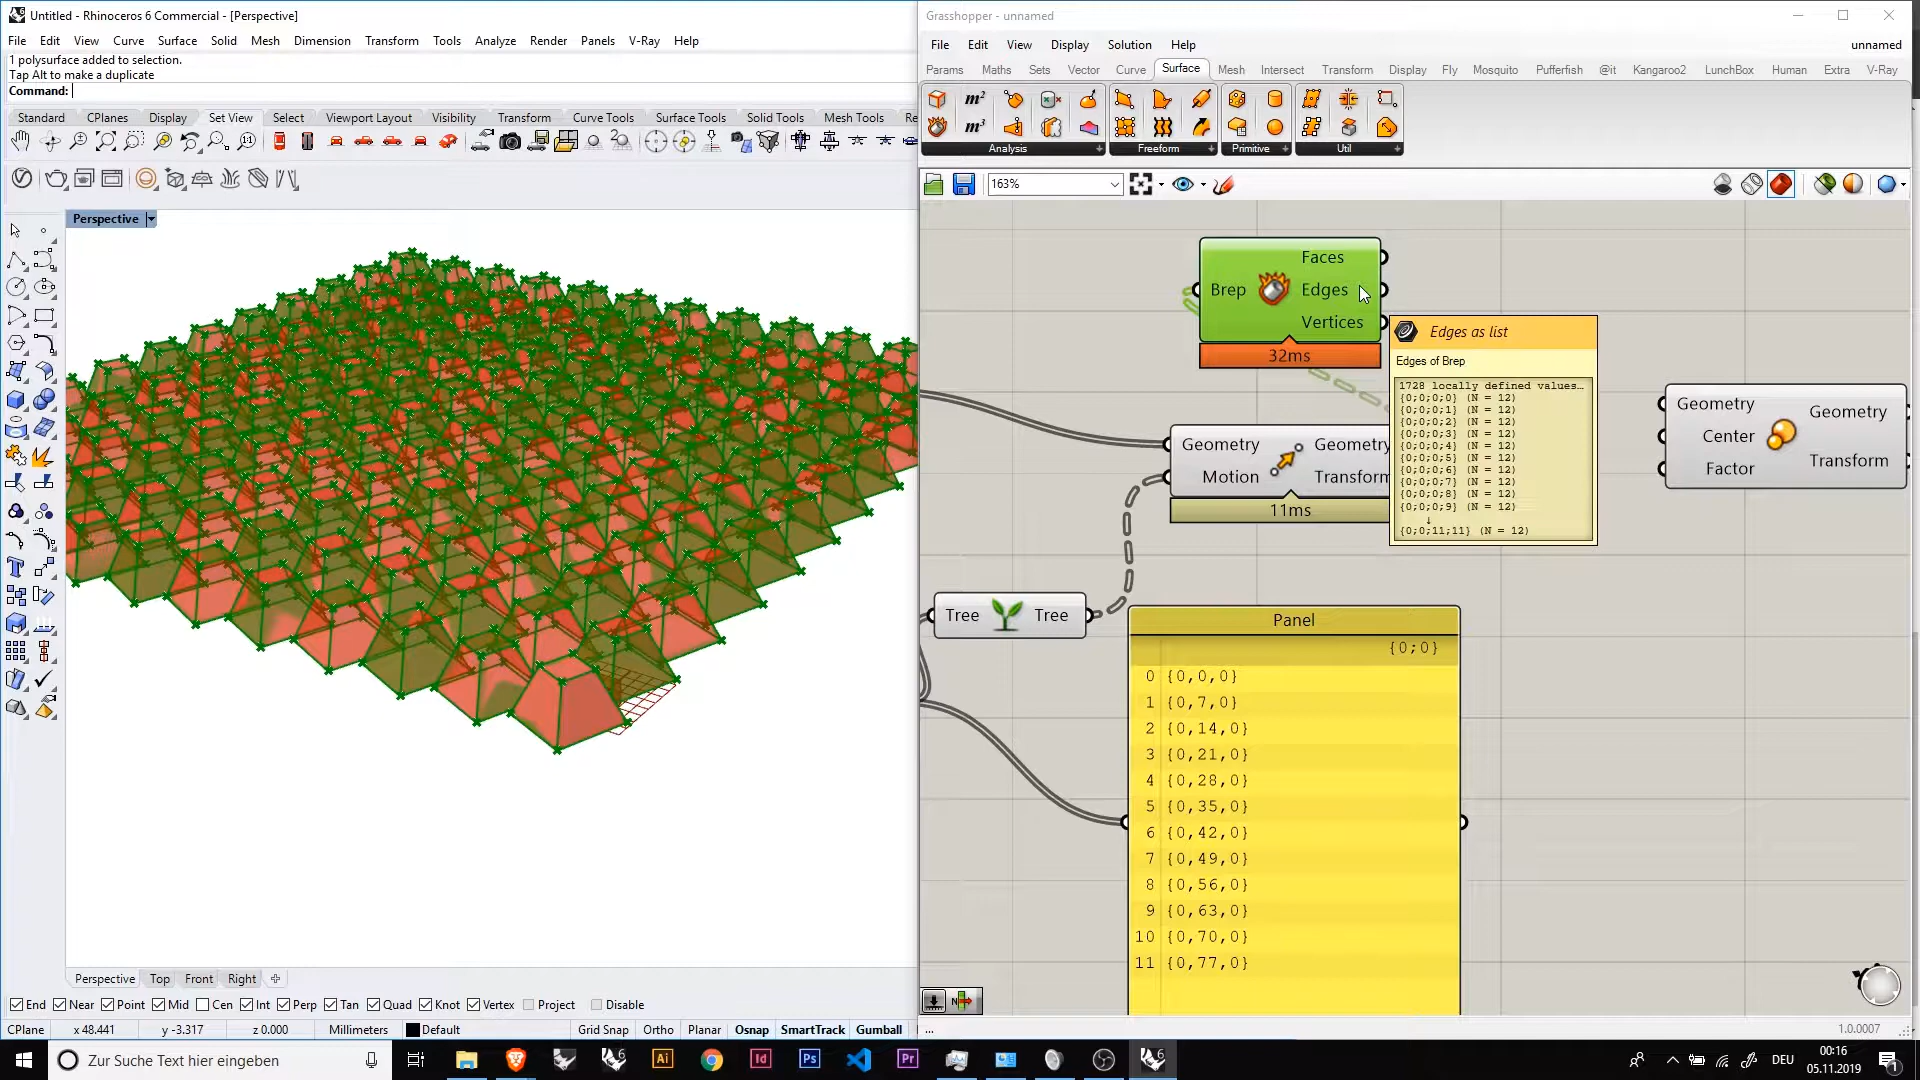 Untitled - Rhinoceros 6 Commercial - [Perspective]
File Edit View Curve Surface Solid Mesh Dimension Transform Tools Analyze Render Panels V-Ray Help
1 polysurface added to selection.
Tap Alt to make a duplicate
Command:
Standard CPlanes Display Set View Select Viewport Layout Visibility Transform Curve Tools Surface Tools Solid Tools Mesh Tools Re
Perspective
Perspective Top Front Right
End Near Point Mid Cen Int Perp Tan Quad Knot Vertex Project Disable
CPlane x 48.441 y -3.317 z 0.000 Millimeters Default Grid Snap Ortho Planar Osnap SmartTrack Gumball
Grasshopper - unnamed
File Edit View Display Solution Help unnamed
Params Maths Sets Vector Curve Surface Mesh Intersect Transform Display Fly Mosquito Pufferfish @it Kangaroo2 LunchBox Human Extra V-Ray
m²
m³
Analysis Freeform Primitive Util
163%
Faces
Brep Edges
Vertices
32ms
Edges as list
Edges of Brep
1728 locally defined values…
{0;0;0;0} (N = 12)
{0;0;0;1} (N = 12)
{0;0;0;2} (N = 12)
{0;0;0;3} (N = 12)
{0;0;0;4} (N = 12)
{0;0;0;5} (N = 12)
{0;0;0;6} (N = 12)
{0;0;0;7} (N = 12)
{0;0;0;8} (N = 12)
{0;0;0;9} (N = 12)
{0;0;11;11} (N = 12)
Geometry Geometry
Motion Transform
11ms
Geometry Geometry
Center
Factor Transform
Tree Tree
Panel
{0;0}
0 {0,0,0}
1 {0,7,0}
2 {0,14,0}
3 {0,21,0}
4 {0,28,0}
5 {0,35,0}
6 {0,42,0}
7 {0,49,0}
8 {0,56,0}
9 {0,63,0}
10 {0,70,0}
11 {0,77,0}
...
1.0.0007
Zur Suche Text hier eingeben
Ai
Id
Ps
Pr
DEU
00:16
05.11.2019
1